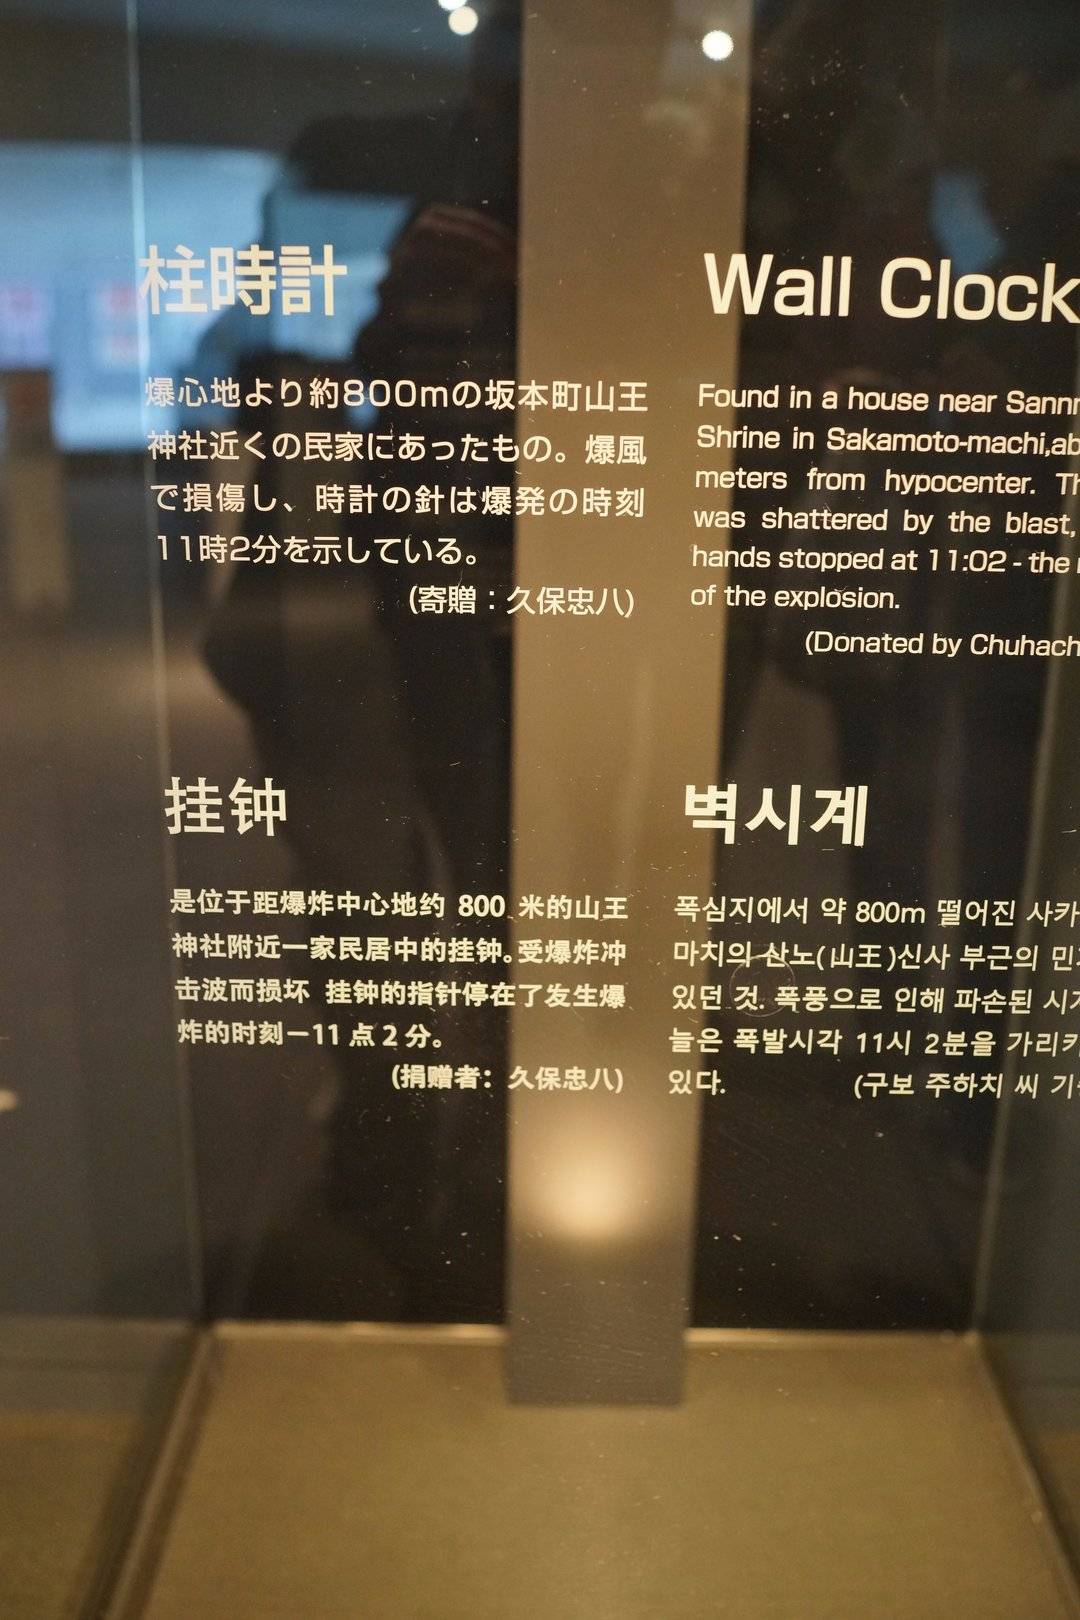 柱時計
爆心地より約800mの坂本町山王
神社近くの民家にあったもの。爆風
で損傷し、時計の針は爆発の時刻
11時2分を示している。
(寄贈：久保忠八)
Wall Clock
Found in a house near
Shrine in Sakamoto-machi,
meters from hypocenter.
was shattered by the blast,
hands stopped at 11:02 - the
of the explosion.
(Donated by
挂钟
是位于距爆炸中心地约 800 米的山王
神社附近一家民居中的挂钟。受爆炸冲
击波而损坏 挂钟的指针停在了发生爆
炸的时刻－11 点 2 分。
(捐赠者：久保忠八)
벽시계
폭심지에서 약 800m 떨어진
마치의 산노(山王)신사 부근의
있던 것. 폭풍으로 인해 파손된
늘은 폭발시각 11시 2분을
있다. (구보 주하치 씨